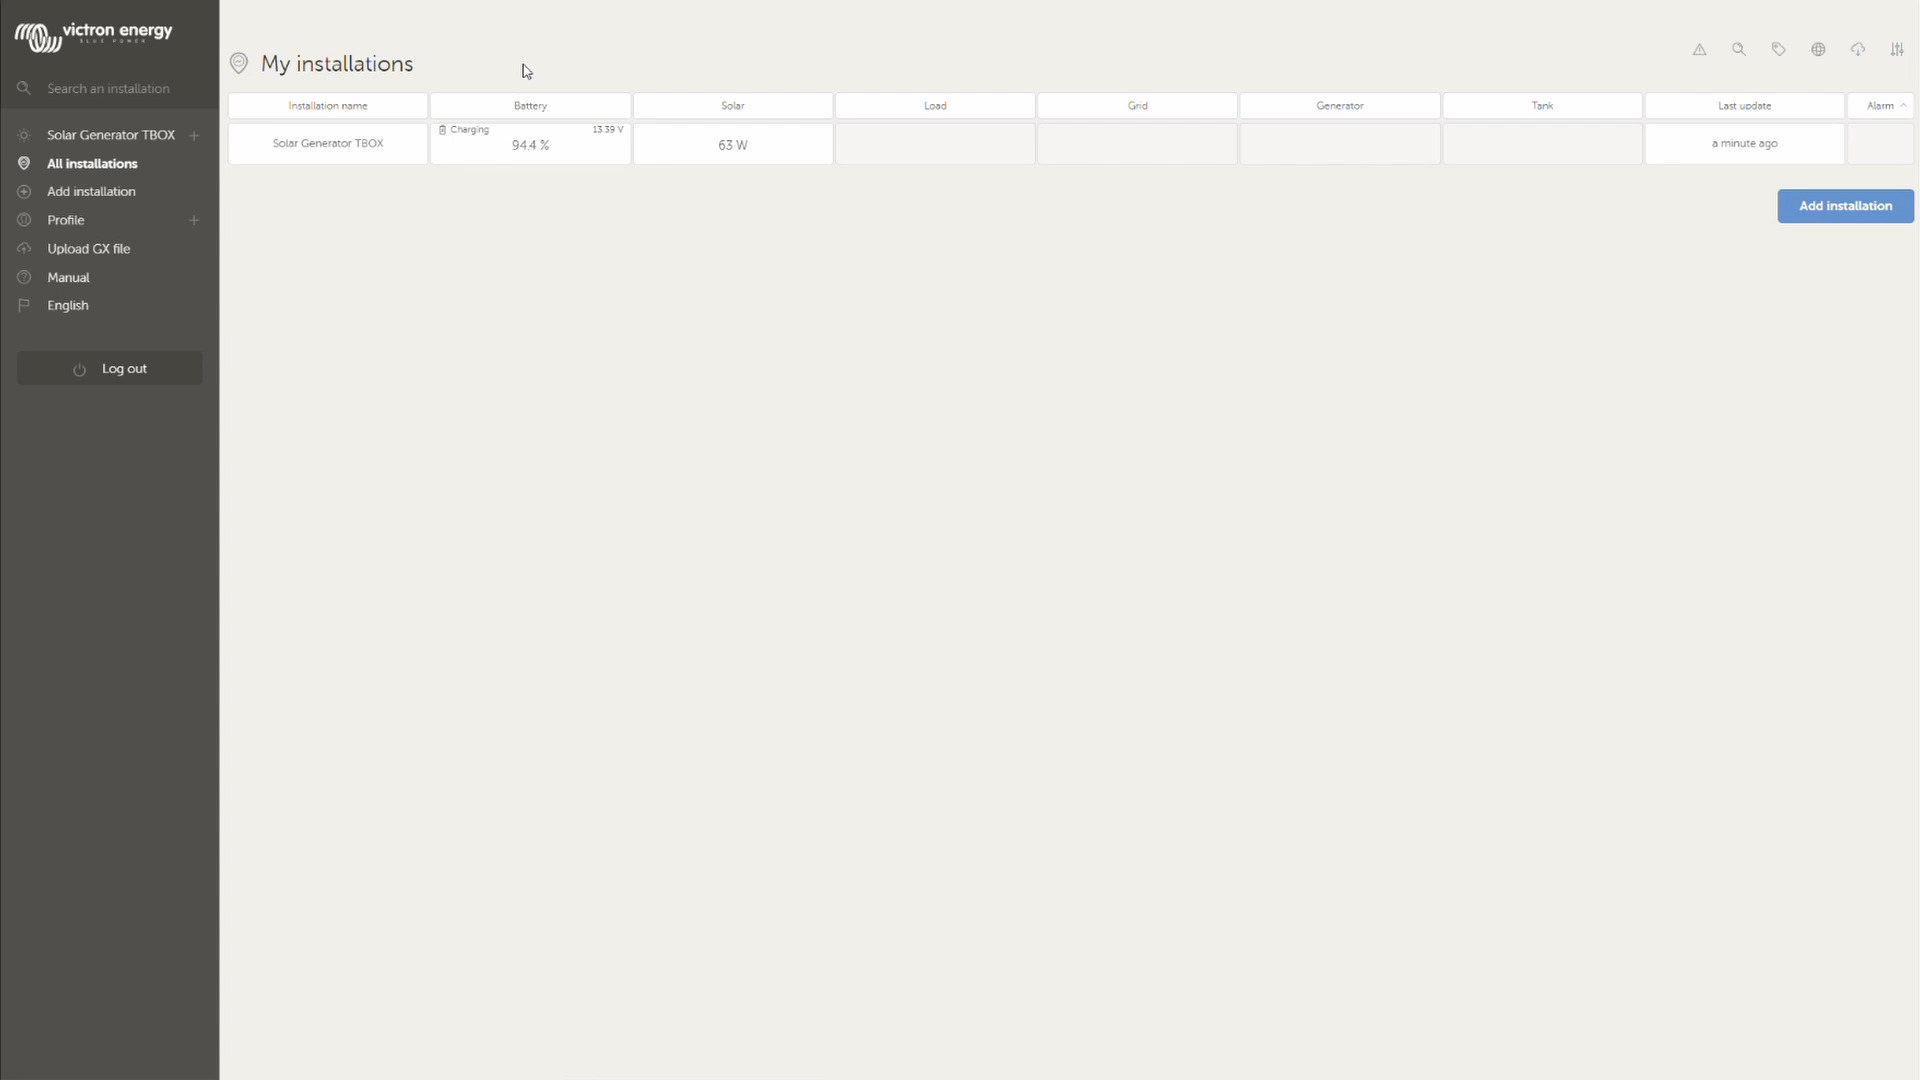 victron energy
BLUE POWER
Search an installation
Solar Generator TBOX
All installations
Add installation
Profile
Upload GX file
Manual
English
Log out
My installations
Installation name Battery Solar Load Grid Generator Tank Last update Alarm
Charging 13.39 V
Solar Generator TBOX 94.4 % 63 W a minute ago
Add installation